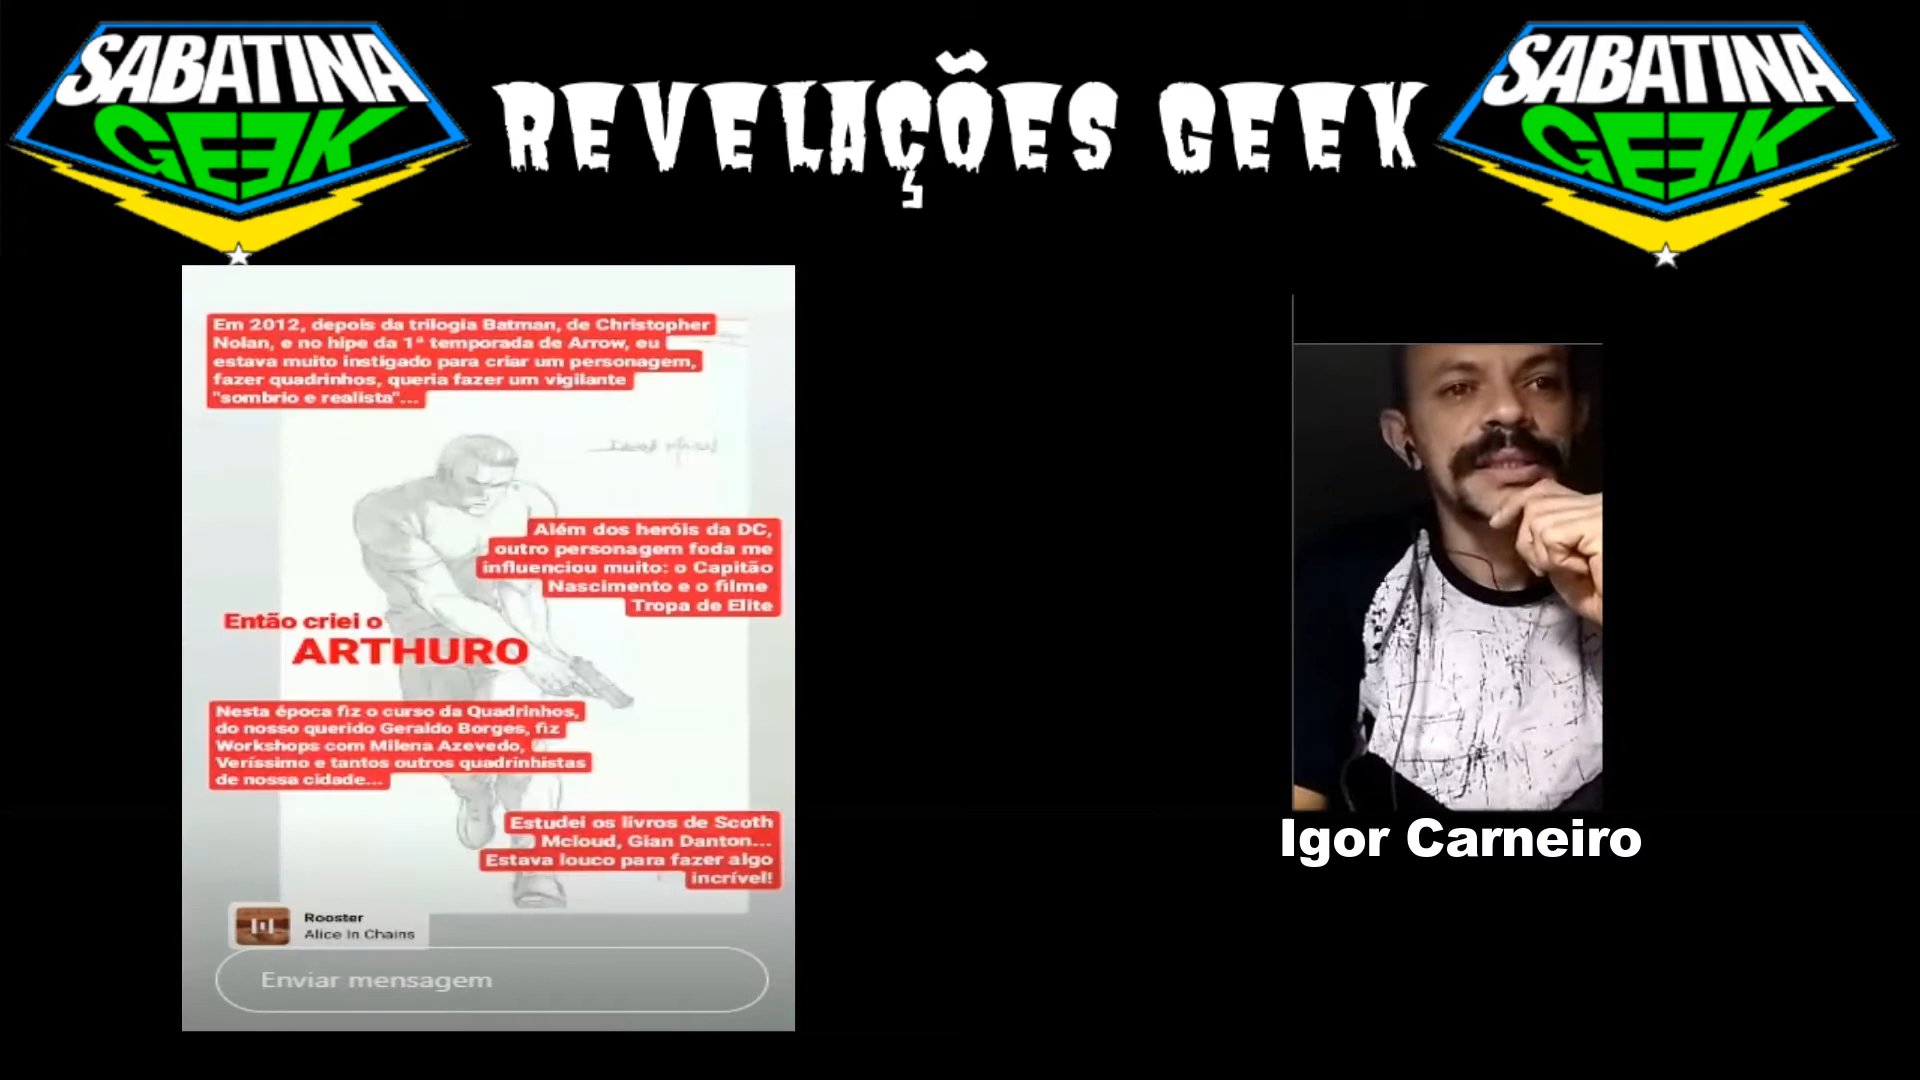 SABATINA
GEEK
REVELAÇÕES GEEK
SABATINA
GEEK
Em 2012, depois da trilogia Batman, de Christopher
Nolan, e no hipe da 1ª temporada de Arrow, eu
estava muito instigado para criar um personagem,
fazer quadrinhos, queria fazer um vigilante
"sombrio e realista"...
Além dos heróis da DC,
outro personagem foda me
influenciou muito: o Capitão
Nascimento e o filme
Tropa de Elite
Então criei o
ARTHURO
Nesta época fiz o curso da Quadrinhos,
do nosso querido Geraldo Borges, fiz
Workshops com Milena Azevedo,
Veríssimo e tantos outros quadrinhistas
de nossa cidade...
Estudei os livros de Scoth
Mcloud, Gian Danton...
Estava louco para fazer algo
incrível!
Rooster
Alice In Chains
Enviar mensagem
Igor Carneiro